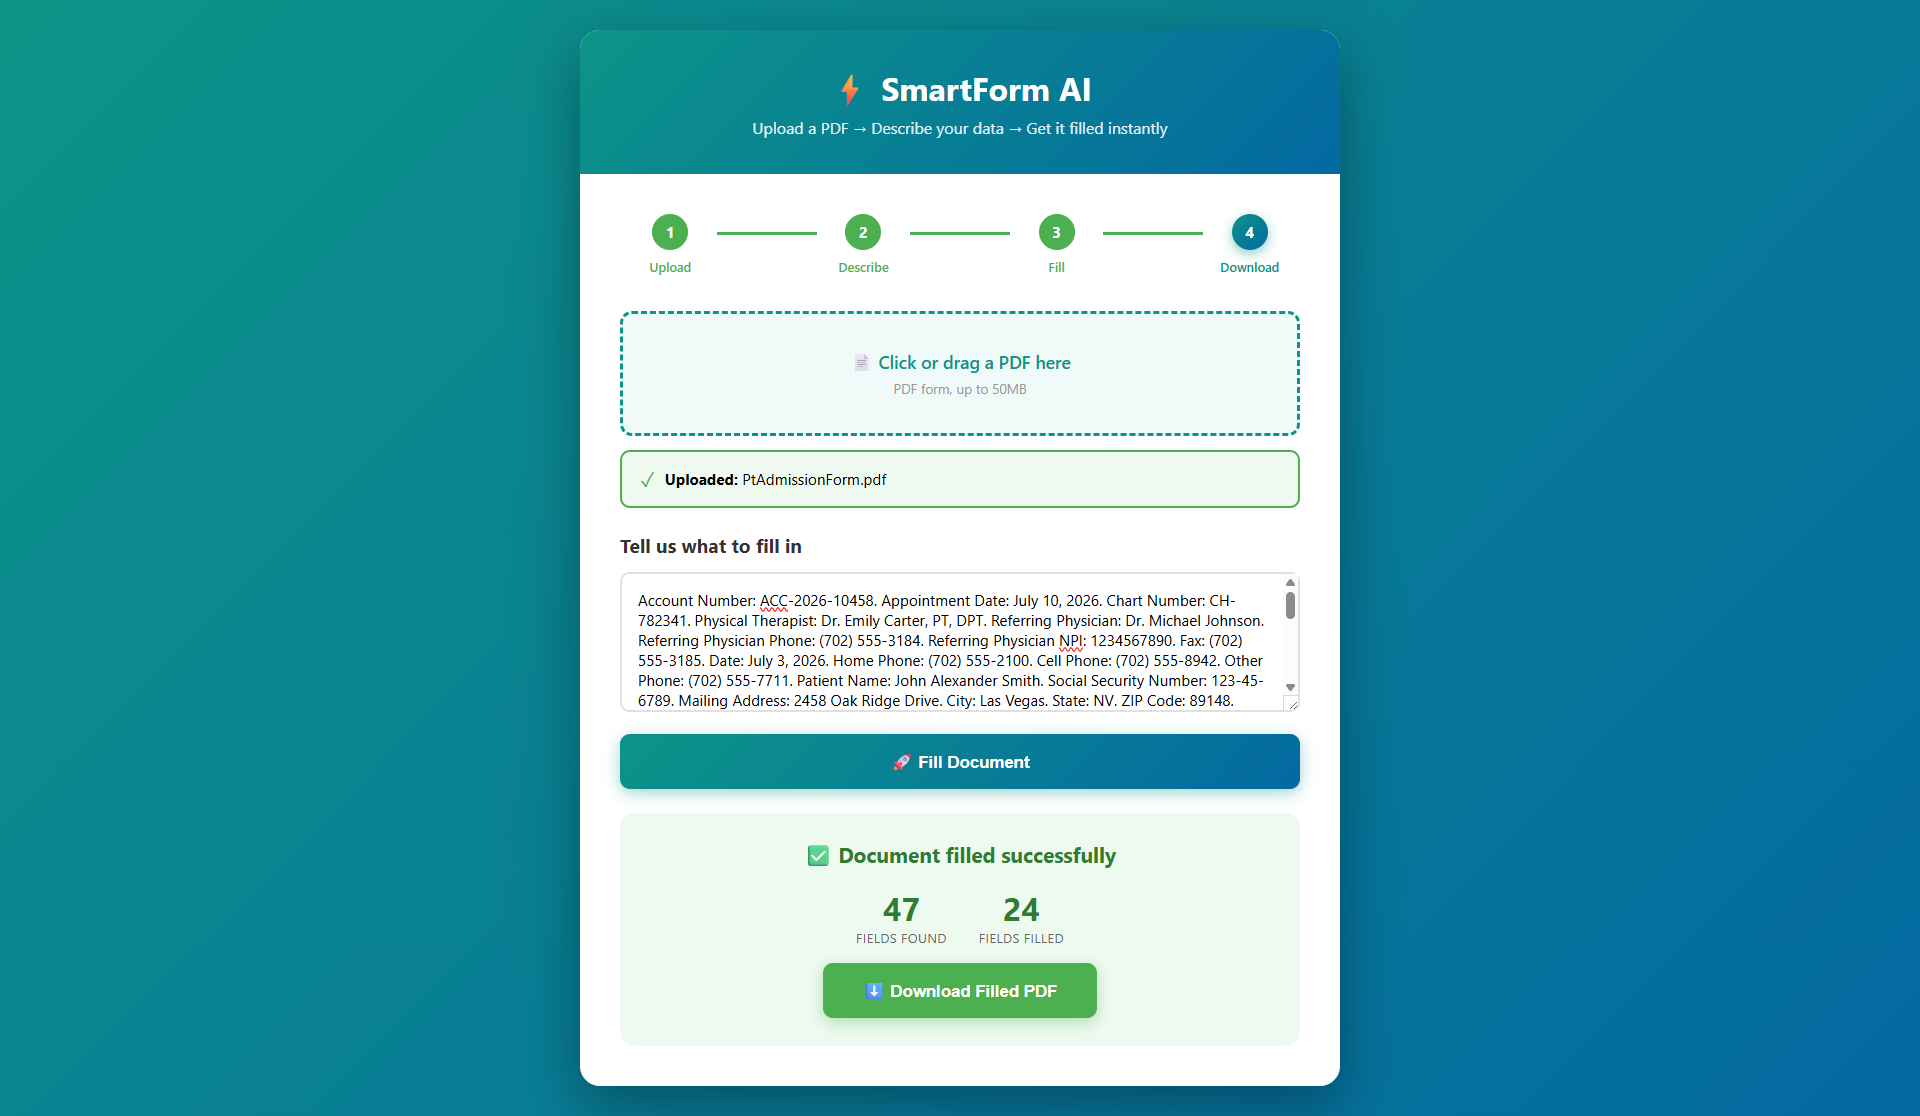 SmartForm AI
Upload a PDF → Describe your data → Get it filled instantly
1
2
3
4
Upload
Describe
Fill
Download
Click or drag a PDF here
PDF form, up to 50MB
✓ Uploaded: PtAdmissionForm.pdf
Tell us what to fill in
Account Number: ACC-2026-10458. Appointment Date: July 10, 2026. Chart Number: CH-
782341. Physical Therapist: Dr. Emily Carter, PT, DPT. Referring Physician: Dr. Michael Johnson.
Referring Physician Phone: (702) 555-3184. Referring Physician NPI: 1234567890. Fax: (702)
555-3185. Date: July 3, 2026. Home Phone: (702) 555-2100. Cell Phone: (702) 555-8942. Other
Phone: (702) 555-7711. Patient Name: John Alexander Smith. Social Security Number: 123-45-
6789. Mailing Address: 2458 Oak Ridge Drive. City: Las Vegas. State: NV. ZIP Code: 89148.
Fill Document
Document filled successfully
47
24
FIELDS FOUND
FIELDS FILLED
Download Filled PDF